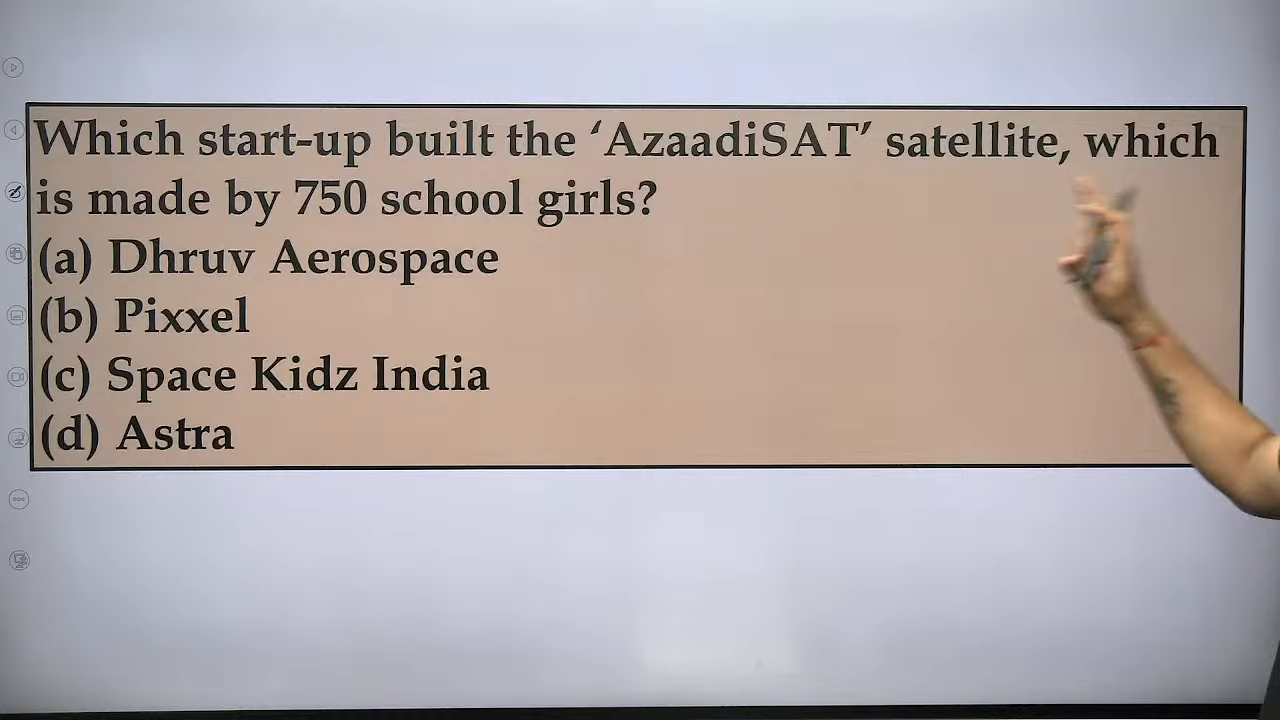 Which start-up built the ‘AzaadiSAT’ satellite, which
is made by 750 school girls?
(a) Dhruv Aerospace
(b) Pixxel
(c) Space Kidz India
(d) Astra